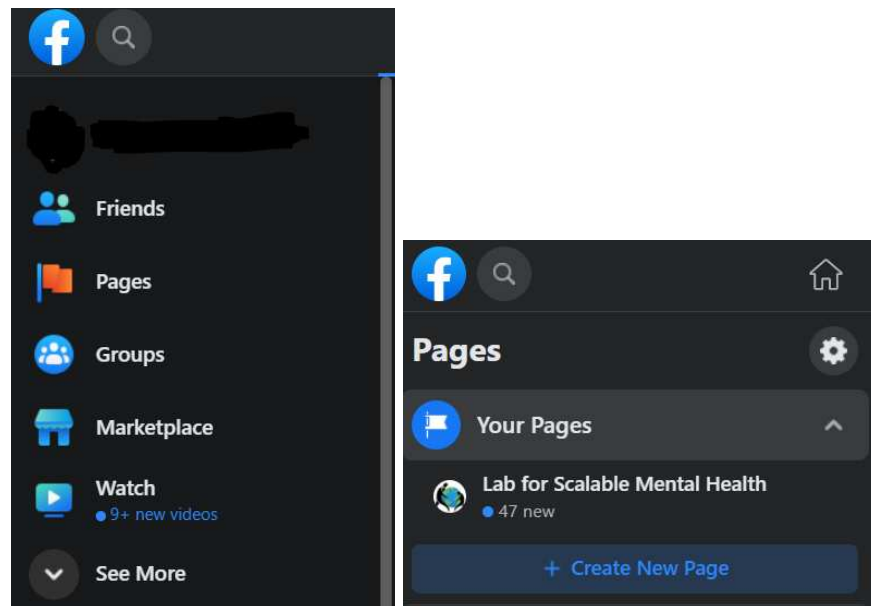 Friends
Pages
Groups
Marketplace
Watch
9+ new videos
See More
Pages
Your Pages
Lab for Scalable Mental Health
47 new
+ Create New Page